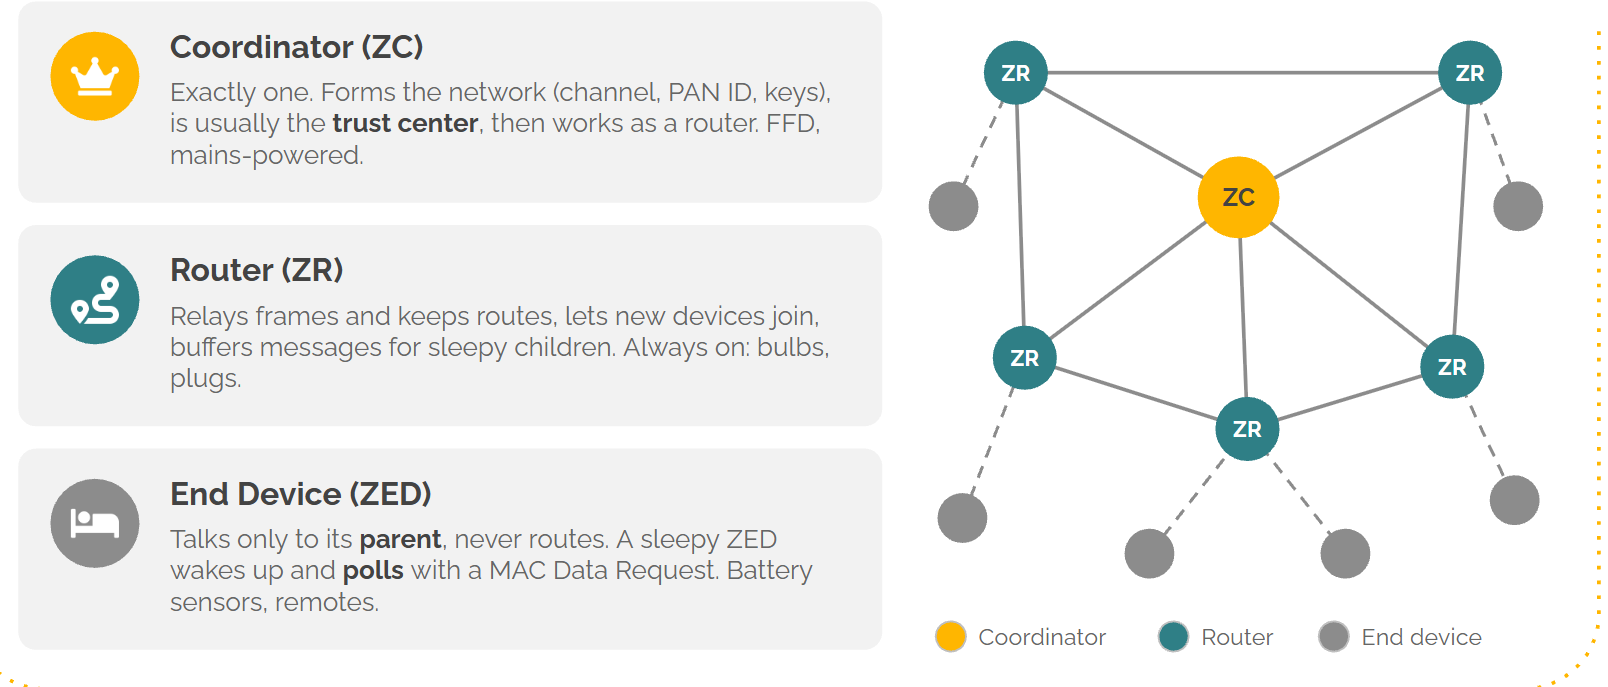 Coordinator (ZC)
Exactly one. Forms the network (channel, PAN ID, keys),
is usually the trust center, then works as a router. FFD,
mains-powered.
Router (ZR)
Relays frames and keeps routes, lets new devices join,
buffers messages for sleepy children. Always on: bulbs,
plugs.
End Device (ZED)
Talks only to its parent, never routes. A sleepy ZED
wakes up and polls with a MAC Data Request. Battery
sensors, remotes.
ZR
ZR
ZC
ZR
ZR
ZR
Coordinator
Router
End device